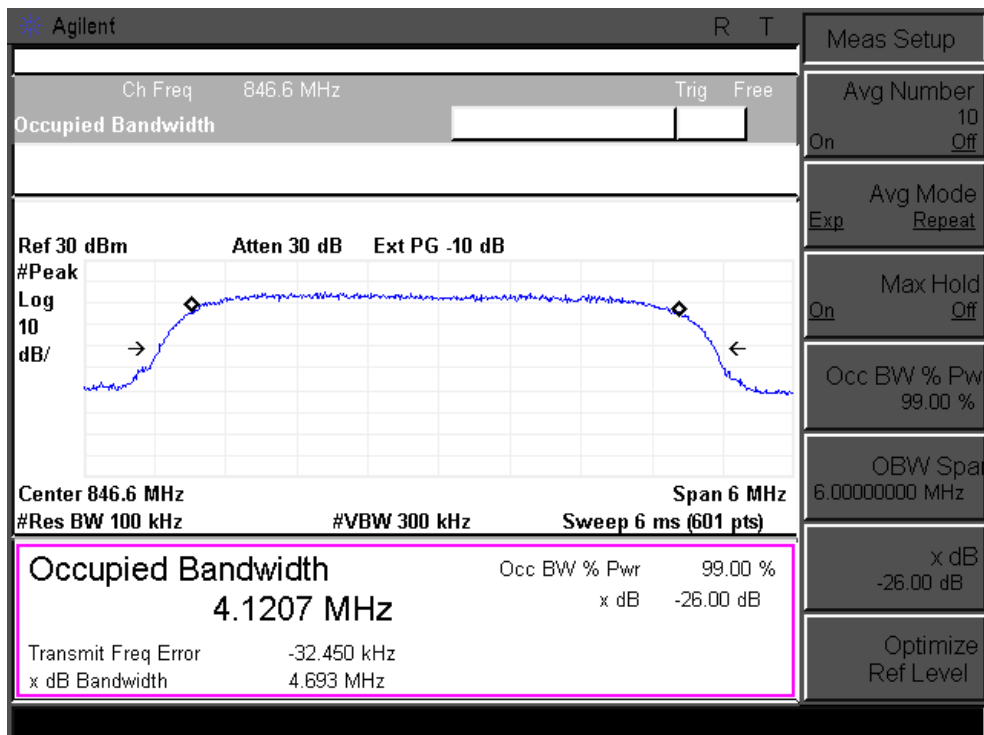 Agilent R T
Ch Freq 846.6 MHz Trig Free
Occupied Bandwidth
Ref 30 dBm Atten 30 dB Ext PG -10 dB
#Peak
Log
10
dB/
Center 846.6 MHz Span 6 MHz
#Res BW 100 kHz #VBW 300 kHz Sweep 6 ms (601 pts)
Occupied Bandwidth Occ BW % Pwr 99.00 %
4.1207 MHz x dB -26.00 dB
Transmit Freq Error -32.450 kHz
x dB Bandwidth 4.693 MHz
Meas Setup
Avg Number
10
On Off
Avg Mode
Exp Repeat
Max Hold
On Off
Occ BW % Pw
99.00 %
OBW Spa
6.00000000 MHz
x dB
-26.00 dB
Optimize
Ref Level